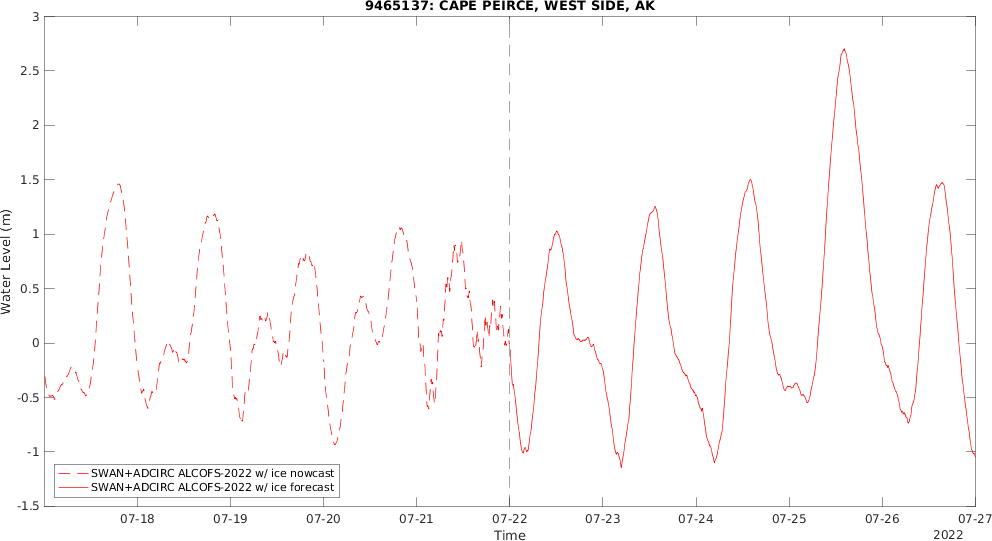 9465137: CAPE PEIRCE, WEST SIDE, AK
3
2.5
2
1.5
1
0.5
0
-0.5
-1
-1.5
Water Level (m)
SWAN+ADCIRC ALCOFS-2022 w/ ice nowcast
SWAN+ADCIRC ALCOFS-2022 w/ ice forecast
07-18 07-19 07-20 07-21 07-22 07-23 07-24 07-25 07-26 07-27
Time
2022